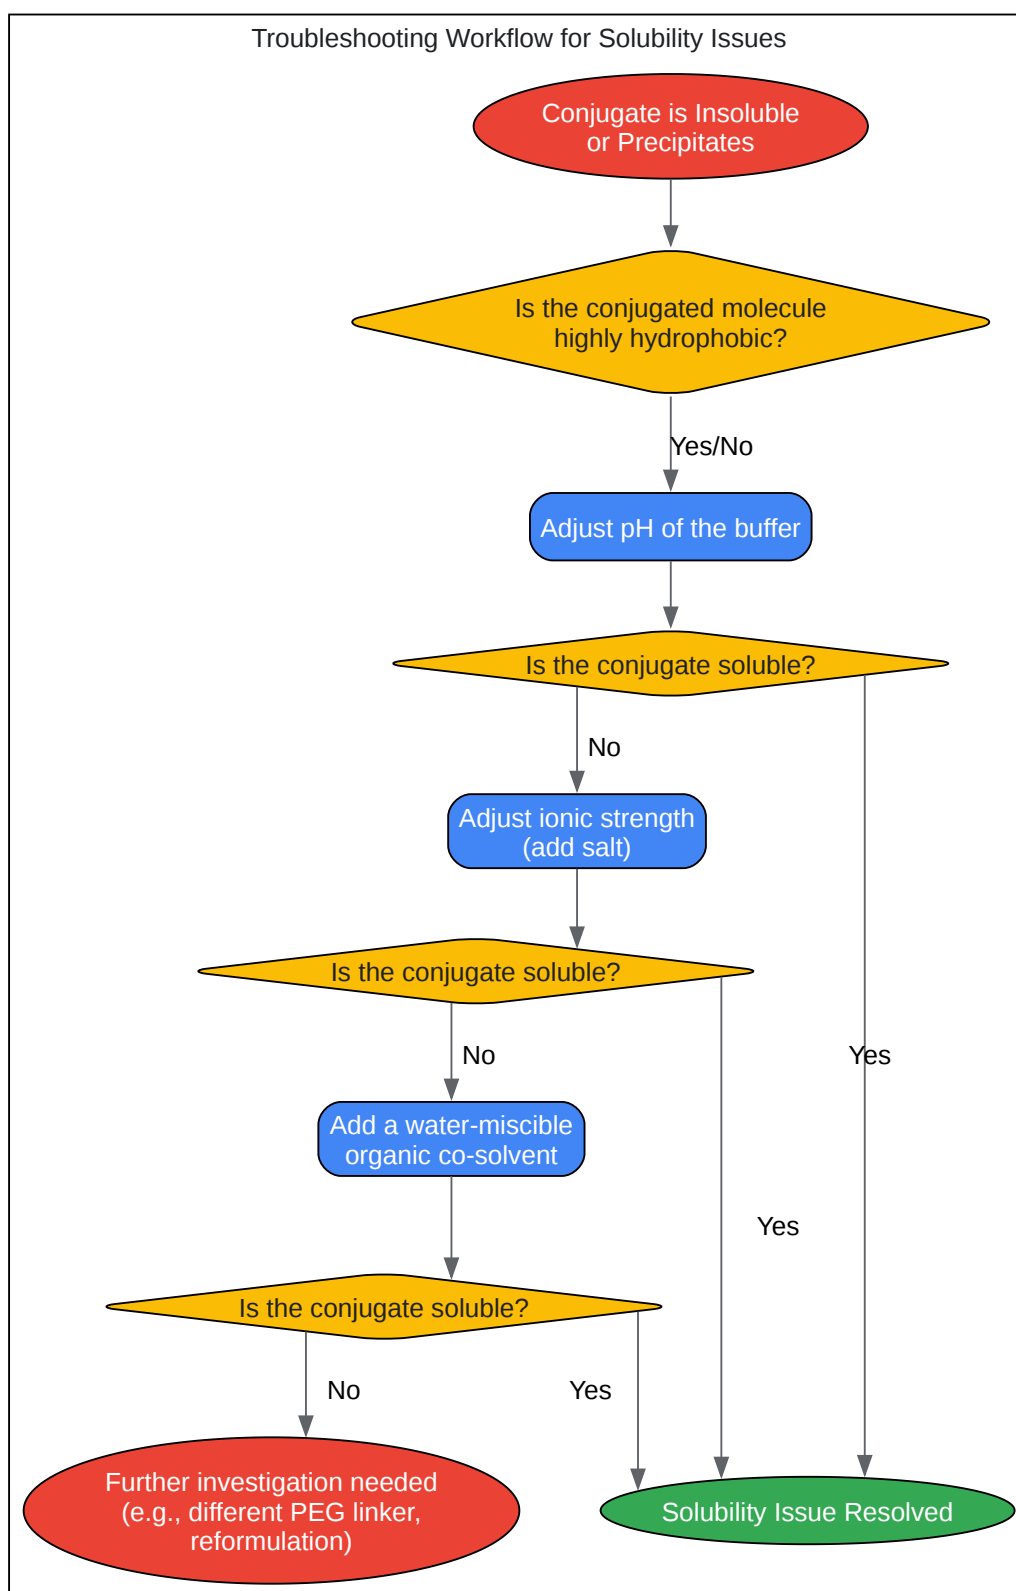 Troubleshooting Workflow for Solubility Issues
Conjugate is Insoluble
or Precipitates
Is the conjugated molecule
highly hydrophobic?
Yes/No
Adjust pH of the buffer
Is the conjugate soluble?
No
Adjust ionic strength
(add salt)
Is the conjugate soluble?
No
Yes
Add a water-miscible
organic co-solvent
Yes
Is the conjugate soluble?
No
Yes
Further investigation needed
(e.g., different PEG linker,
reformulation)
Solubility Issue Resolved